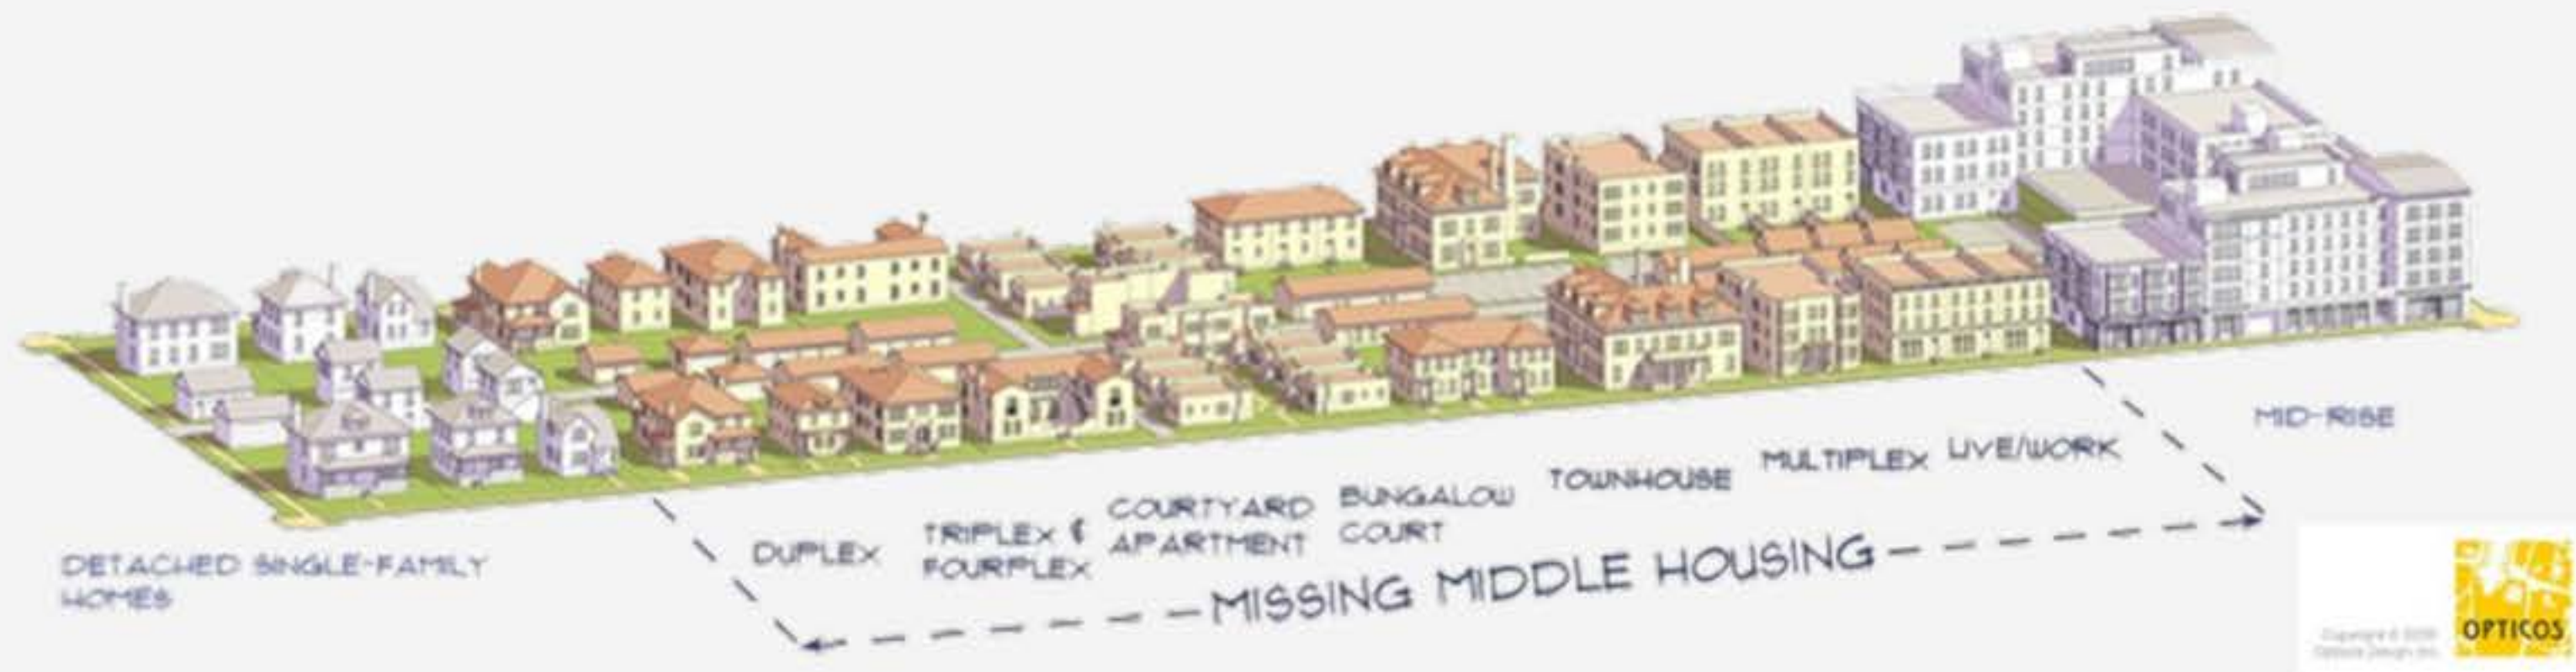 DETACHED SINGLE-FAMILY
HOMES
DUPLEX
TRIPLEX &
FOURPLEX
COURTYARD
APARTMENT
BUNGALOW
COURT
TOWNHOUSE
MULTIPLEX
LIVE/WORK
MID-RISE
MISSING MIDDLE HOUSING
OPTICOS